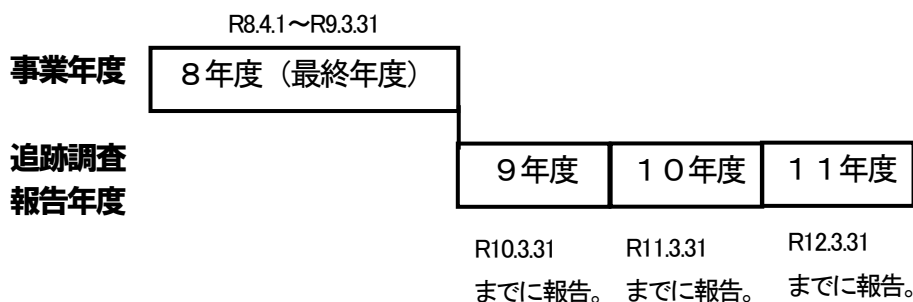 R8.4.1～R9.3.31
事業年度
８年度（最終年度）
追跡調査
報告年度
９年度
１０年度
１１年度
R10.3.31
までに報告。
R11.3.31
までに報告。
R12.3.31
までに報告。